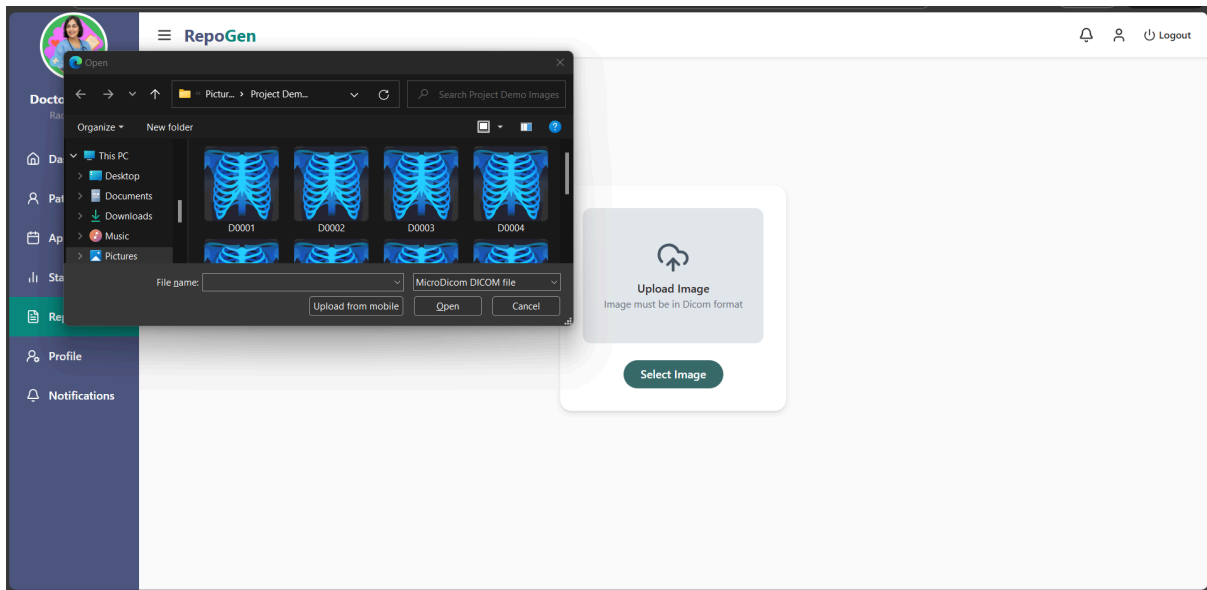 RepoGen
Logout
Open
Docto
Pictur... › Project Dem...
Search Project Demo Images
Organize
New folder
This PC
Desktop
Documents
Downloads
Music
Pictures
D0001
D0002
D0003
D0004
File name:
MicroDicom DICOM file
Upload from mobile
Open
Cancel
Da
Pat
Ap
Sta
Rep
Profile
Notifications
Upload Image
Image must be in Dicom format
Select Image